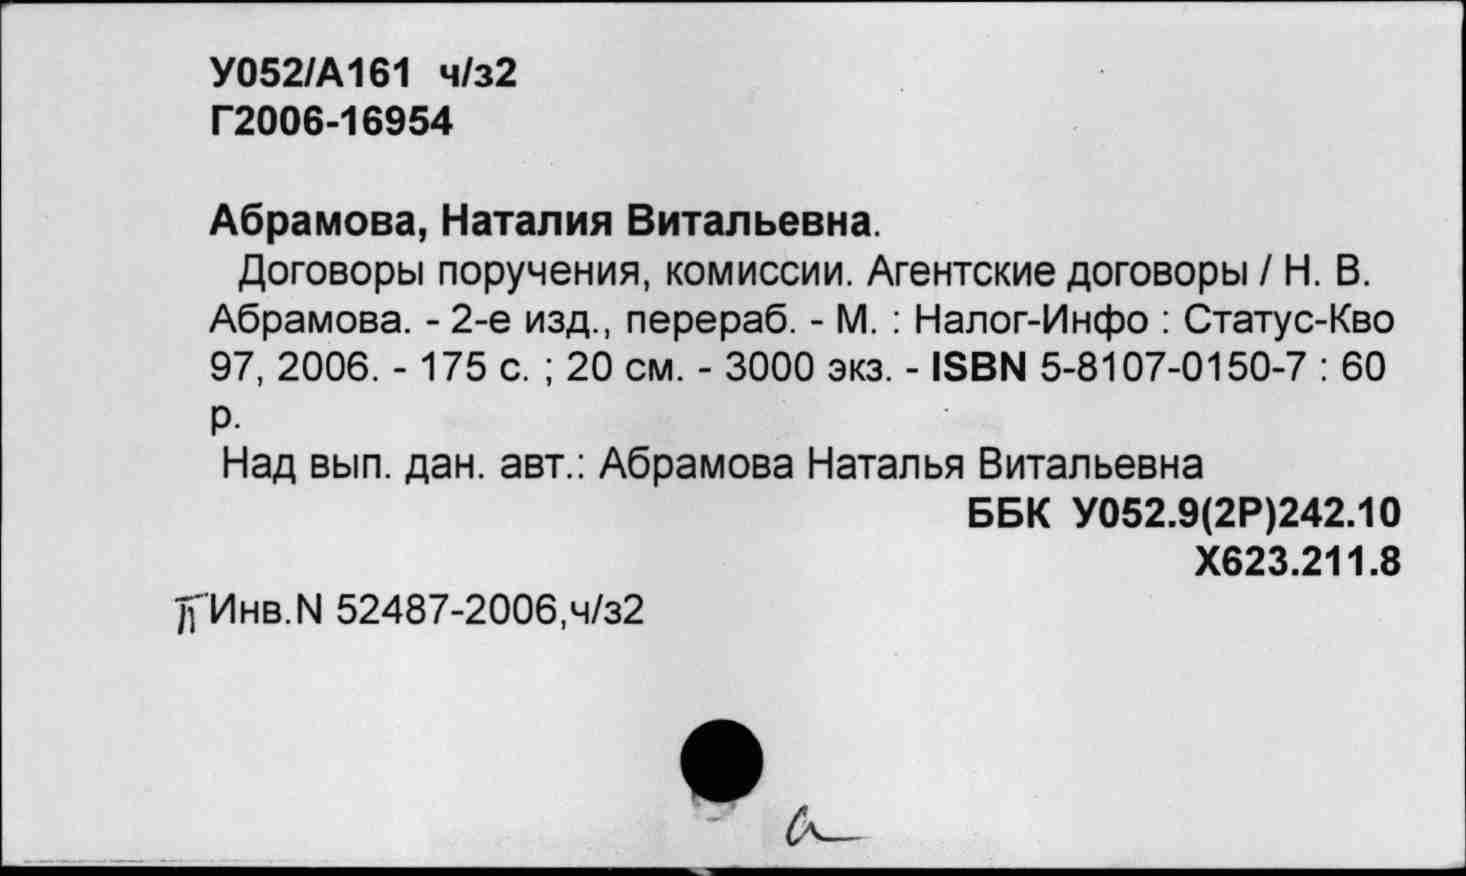 У052/А161 ч/з2
Г2006-16954
Абрамова, Наталия Витальевна.
Договоры поручения, комиссии. Агентские договоры / Н. В.
Абрамова. - 2-е изд., перераб. - М. : Налог-Инфо : Статус-Кво
97, 2006. - 175 с. ; 20 см. - 3000 экз. - ISBN 5-8107-0150-7 : 60
р.
Над вып. дан. авт.: Абрамова Наталья Витальевна
ББК У052.9(2Р)242.10
Х623.211.8
Инв.N 52487-2006,ч/з2